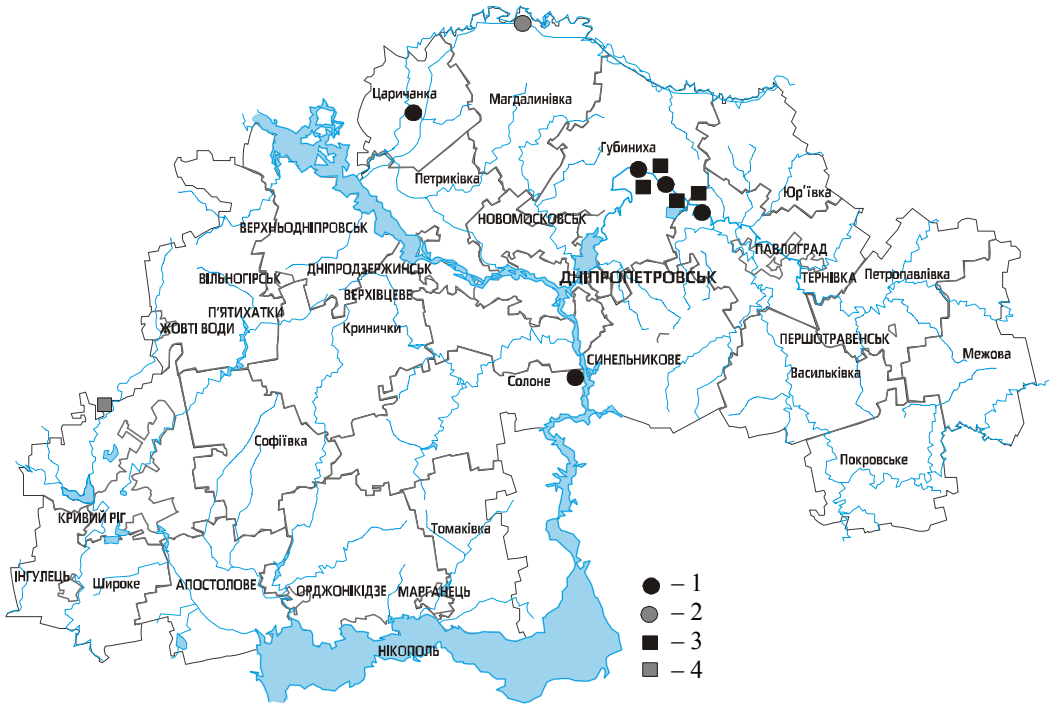 Царичанка
Магдалинівка
Губиниха
Петриківка
Юр'ївка
НОВОМОСКОВСЬК
ВЕРХНЬОДНІПРОВСЬК
ПАВЛОГРАД
ДНІПРОДЗЕРЖИНСЬК
ДНІПРОПЕТРОВСЬК
ТЕРНІВКА
Петропавлівка
ВІЛЬНОГІРСЬК
ВЕРХІВЦЕВЕ
П'ЯТИХАТКИ
ЖОВТІ ВОДИ
Кринички
ПЕРШОТРАВЕНСЬК
Межова
СИНЕЛЬНИКОВЕ
Солоне
Васильківка
Софіївка
Покровське
КРИВИЙ РІГ
Томаківка
ІНГУЛЕЦЬ
Широке
АПОСТОЛОВЕ
ОРДЖОНІКІДЗЕ
МАРГАНЕЦЬ
НІКОПОЛЬ
– 1
– 2
– 3
– 4